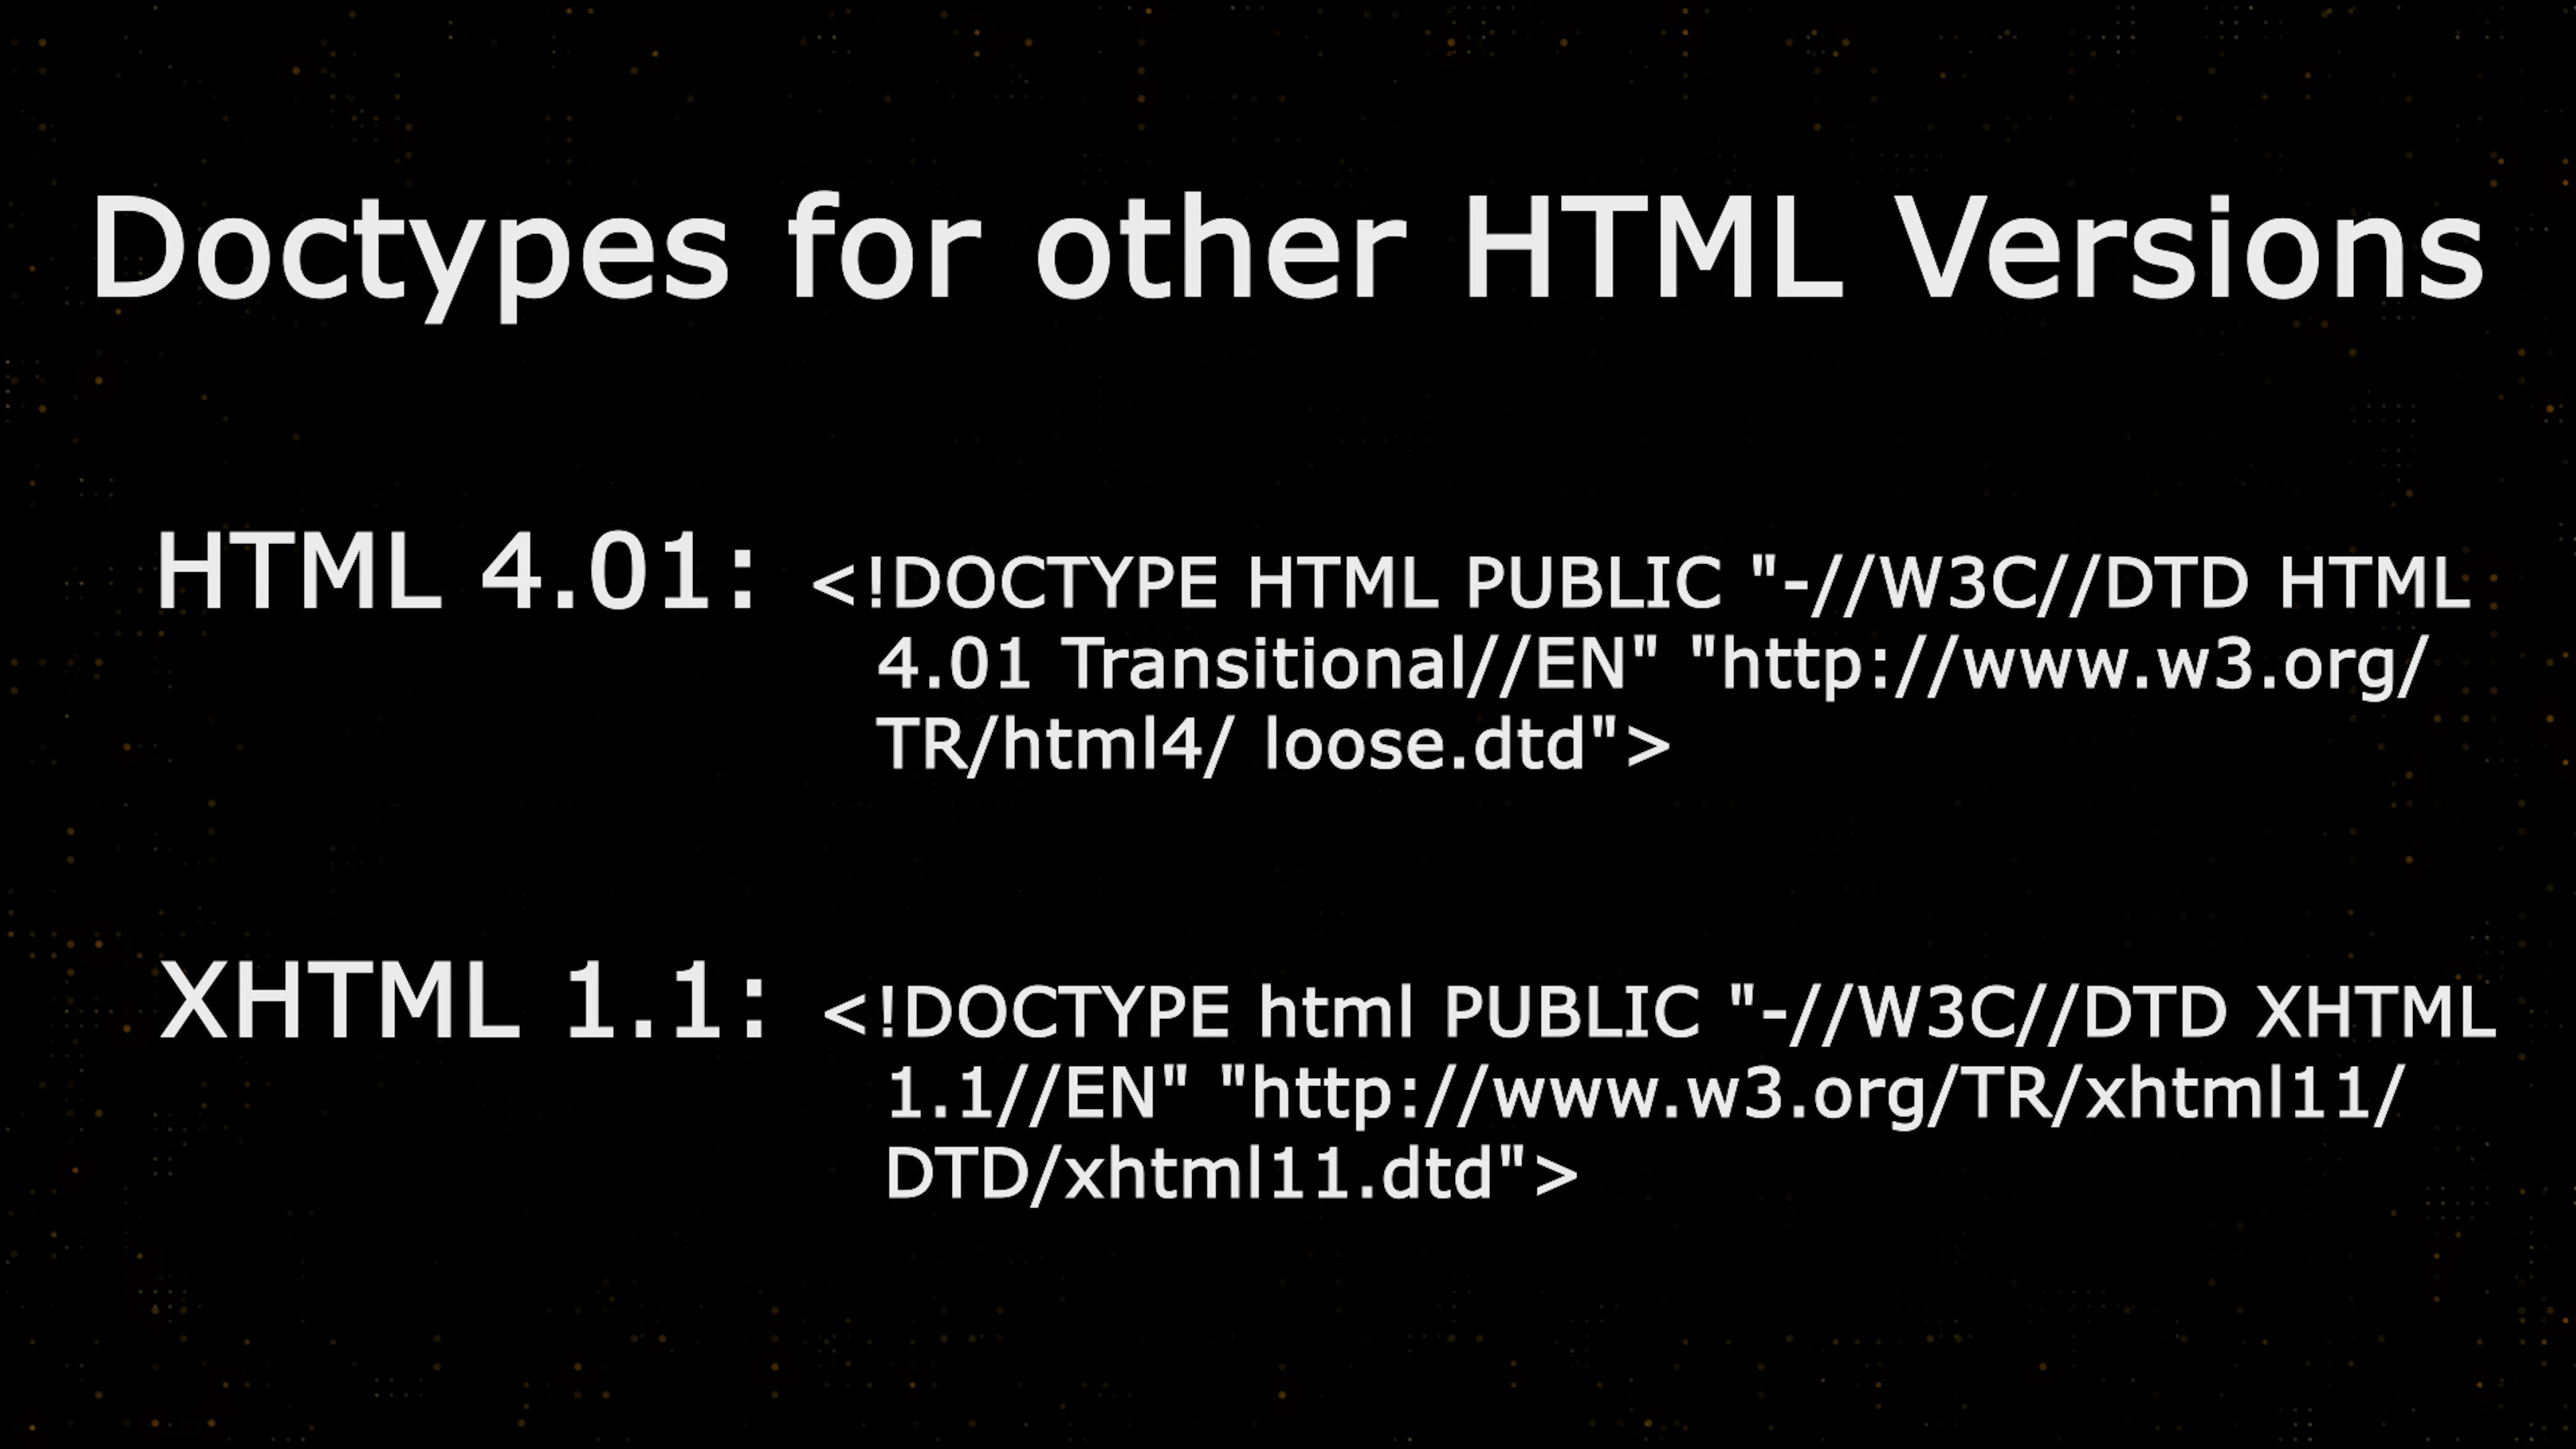 Doctypes for other HTML Versions
HTML 4.01: <!DOCTYPE HTML PUBLIC "-//W3C//DTD HTML
4.01 Transitional//EN" "http://www.w3.org/
TR/html4/ loose.dtd">
XHTML 1.1: <!DOCTYPE html PUBLIC "-//W3C//DTD XHTML
1.1//EN" "http://www.w3.org/TR/xhtml11/
DTD/xhtml11.dtd">